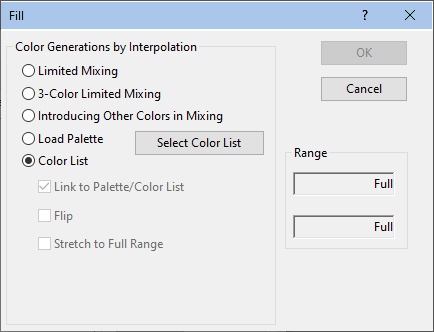 Fill
?
Color Generations by Interpolation
Limited Mixing
3-Color Limited Mixing
Introducing Other Colors in Mixing
Load Palette
Select Color List
Color List
Link to Palette/Color List
Flip
Stretch to Full Range
OK
Cancel
Range
Full
Full